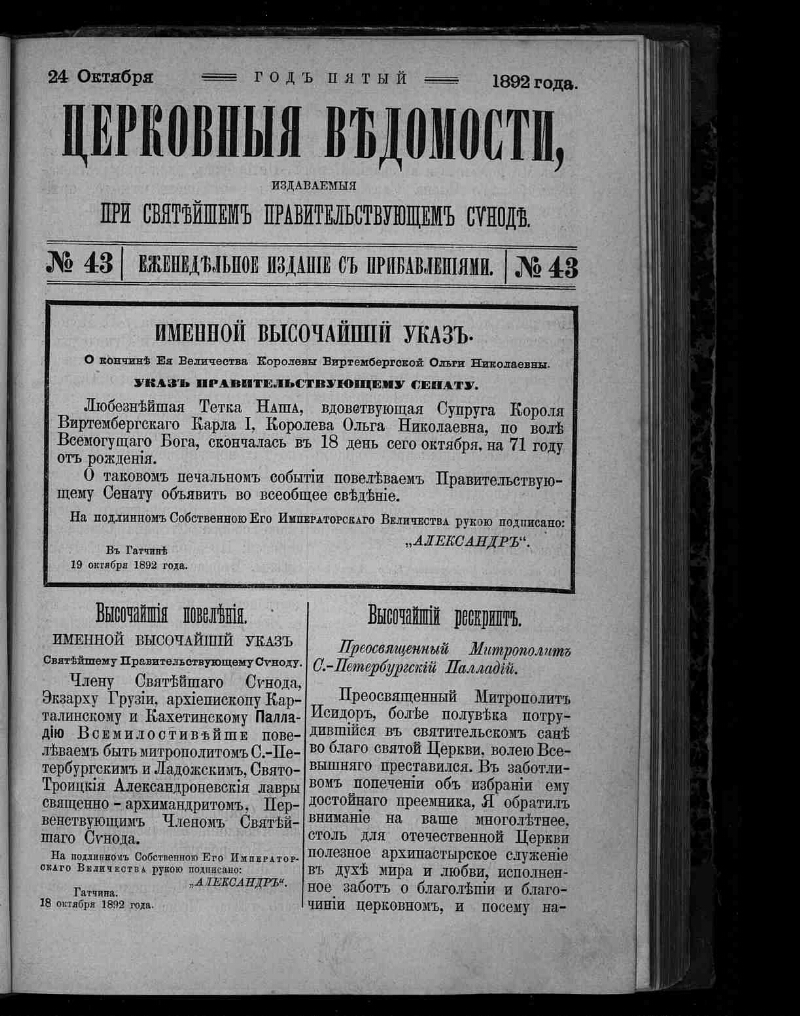 24 Октября
ГОДЪ ПЯТЫЙ
1892 года.
ЦЕРКОВНЫЯ ВѢДОМОСТИ,
ИЗДАВАЕМЫЯ
ПРИ СВЯТѢЙШЕМЪ ПРАВИТЕЛЬСТВУЮЩЕМЪ СѴНОДѢ.
№ 43
ЕЖЕНЕДѢЛЬНОЕ ИЗДАНІЕ СЪ ПРИБАВЛЕНІЯМИ.
№ 43
ИМЕННОЙ ВЫСОЧАЙШІЙ УКАЗЪ.
О кончинѣ Ея Величества Королевы Виртембергской Ольги Николаевны.
УКАЗЪ ПРАВИТЕЛЬСТВУЮЩЕМУ СЕНАТУ.
Любезнѣйшая Тетка НАША, вдовствующая Супруга Короля
Виртембергскаго Карла I, Королева Ольга Николаевна, по волѣ
Всемогущаго Бога, скончалась въ 18 день сего октября, на 71 году
отъ рожденія.
О таковомъ печальномъ событіи повелѣваемъ Правительствую-
щему Сенату объявить во всеобщее свѣдѣніе.
На подлинномъ Собственною Его ИМПЕРАТОРСКАГО ВЕЛИЧЕСТВА рукою подписано:
„АЛЕКСАНДРЪ“.
Въ Гатчинѣ
19 октября 1892 года.
Высочайшія повелѣнія.
ИМЕННОЙ ВЫСОЧАЙШІЙ УКАЗЪ
Святѣйшему Правительствующему Сѵноду.
Члену Святѣйшаго Сѵнода,
Экзарху Грузіи, архіепископу Кар-
талинскому и Кахетинскому Палла-
дію Всемилостивѣйше пове-
лѣваемъ быть митрополитомъ С.-Пе-
тербургскимъ и Ладожскимъ, Свято-
Троицкія Александроневскія лавры
священно-архимандритомъ, Пер-
венствующимъ Членомъ Святѣй-
шаго Сѵнода.
На подлинномъ Собственною Его ИМПЕРАТОР-
СКАГО ВЕЛИЧЕСТВА рукою подписано:
„АЛЕКСАНДРЪ“.
Гатчина.
18 октября 1892 года.
Высочайшій рескриптъ.
Преосвященный Митрополитъ
С.-Петербургскій Палладій.
Преосвященный Митрополитъ
Исидоръ, болѣе полувѣка потру-
дившійся въ святительскомъ санѣ
во благо святой Церкви, волею Все-
вышняго преставился. Въ заботли-
вомъ попеченіи объ избраніи ему
достойнаго преемника, Я обратилъ
вниманіе на ваше многолѣтнее,
столь для отечественной Церкви
полезное архипастырское служеніе
въ духѣ мира и любви, исполнен-
ное заботъ о благолѣпіи и благо-
чиніи церковномъ, и посему на-